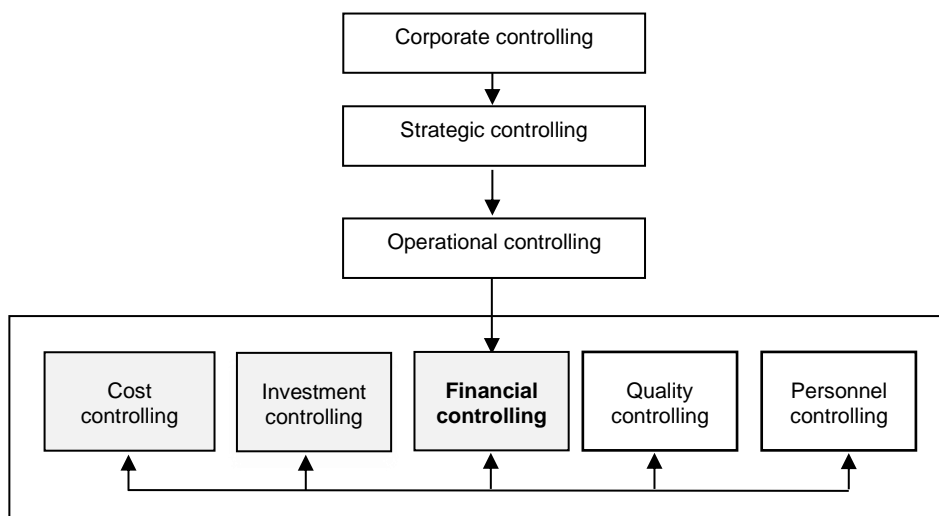 Corporate controlling
Strategic controlling
Operational controlling
Cost
controlling
Investment
controlling
Financial
controlling
Quality
controlling
Personnel
controlling